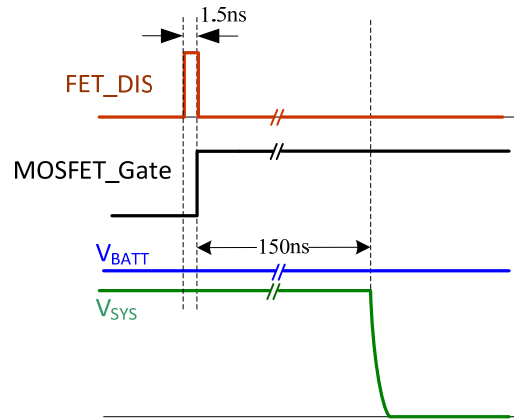 1.5ns
FET_DIS
MOSFET_Gate
150ns
VBATT
VSYS